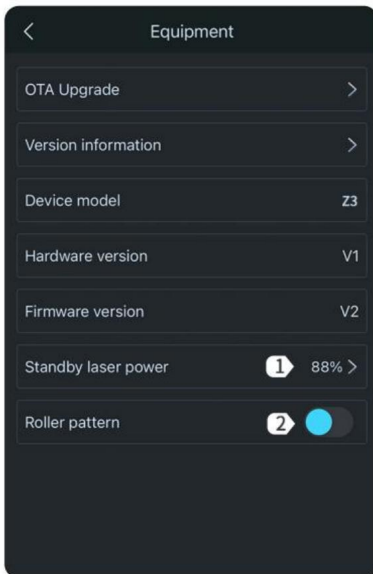 Equipment
OTA Upgrade
Version information
Device model Z3
Hardware version V1
Firmware version V2
Standby laser power 1 88%
Roller pattern 2